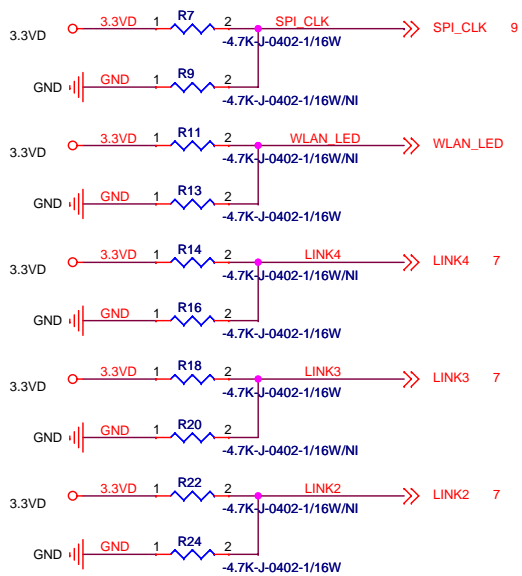 R7 SPI_CLK
3.3VD 3.3VD 1 2 SPI_CLK 9
-4.7K-J-0402-1/16W
R9
GND GND 1 2
-4.7K-J-0402-1/16W/NI
R11 WLAN_LED
3.3VD 3.3VD 1 2 WLAN_LED
-4.7K-J-0402-1/16W/NI
R13
GND GND 1 2
-4.7K-J-0402-1/16W
R14 LINK4
3.3VD 3.3VD 1 2 LINK4 7
-4.7K-J-0402-1/16W/NI
R16
GND GND 1 2
-4.7K-J-0402-1/16W
R18 LINK3
3.3VD 3.3VD 1 2 LINK3 7
-4.7K-J-0402-1/16W
R20
GND GND 1 2
-4.7K-J-0402-1/16W/NI
R22 LINK2
3.3VD 3.3VD 1 2 LINK2 7
-4.7K-J-0402-1/16W/NI
R24
GND GND 1 2
-4.7K-J-0402-1/16W